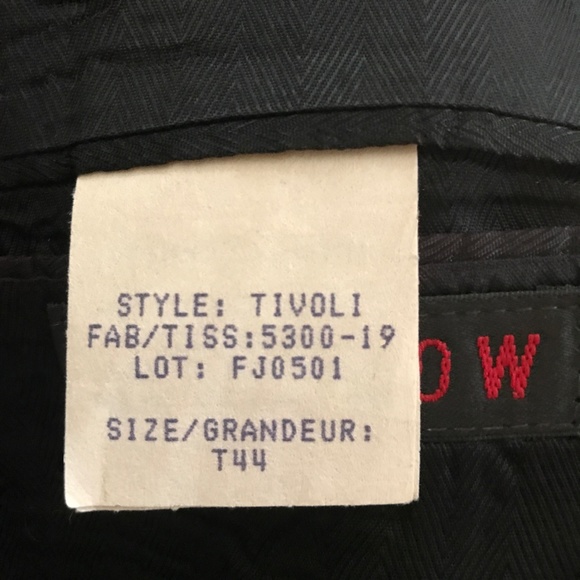 STYLE: TIVOLI
FAB/TISS:5300-19
LOT: FJ0501
SIZE/GRANDEUR:
T44
OW